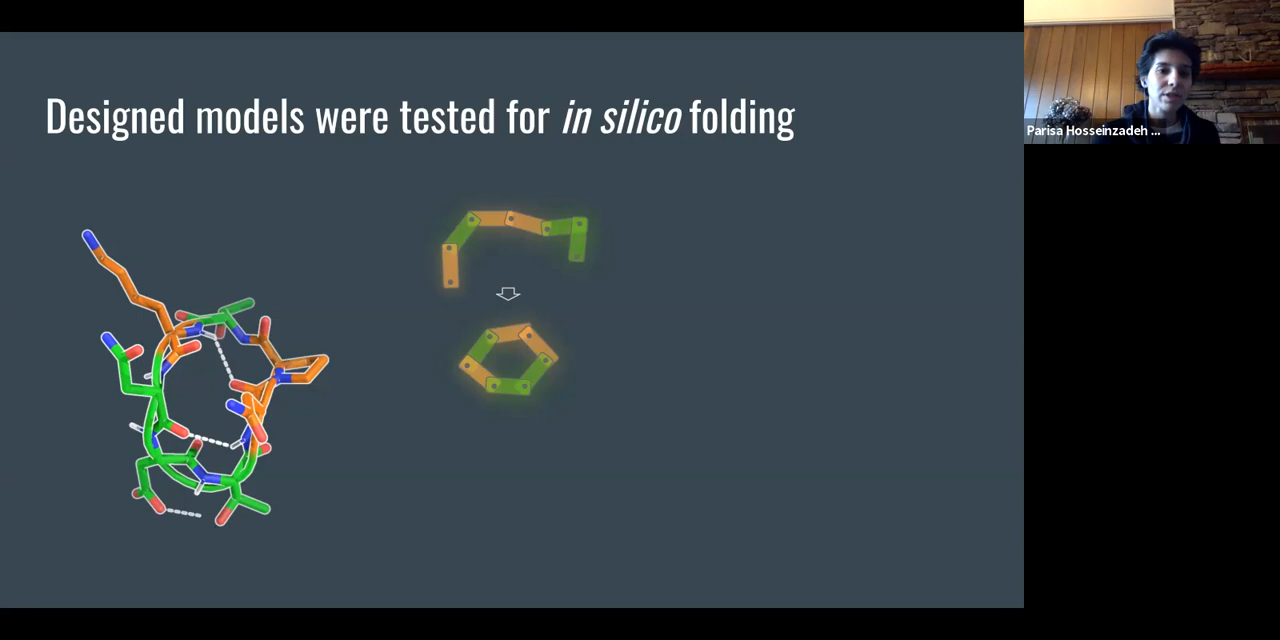 Designed models were tested for in silico folding
Parisa Hosseinzadeh ...